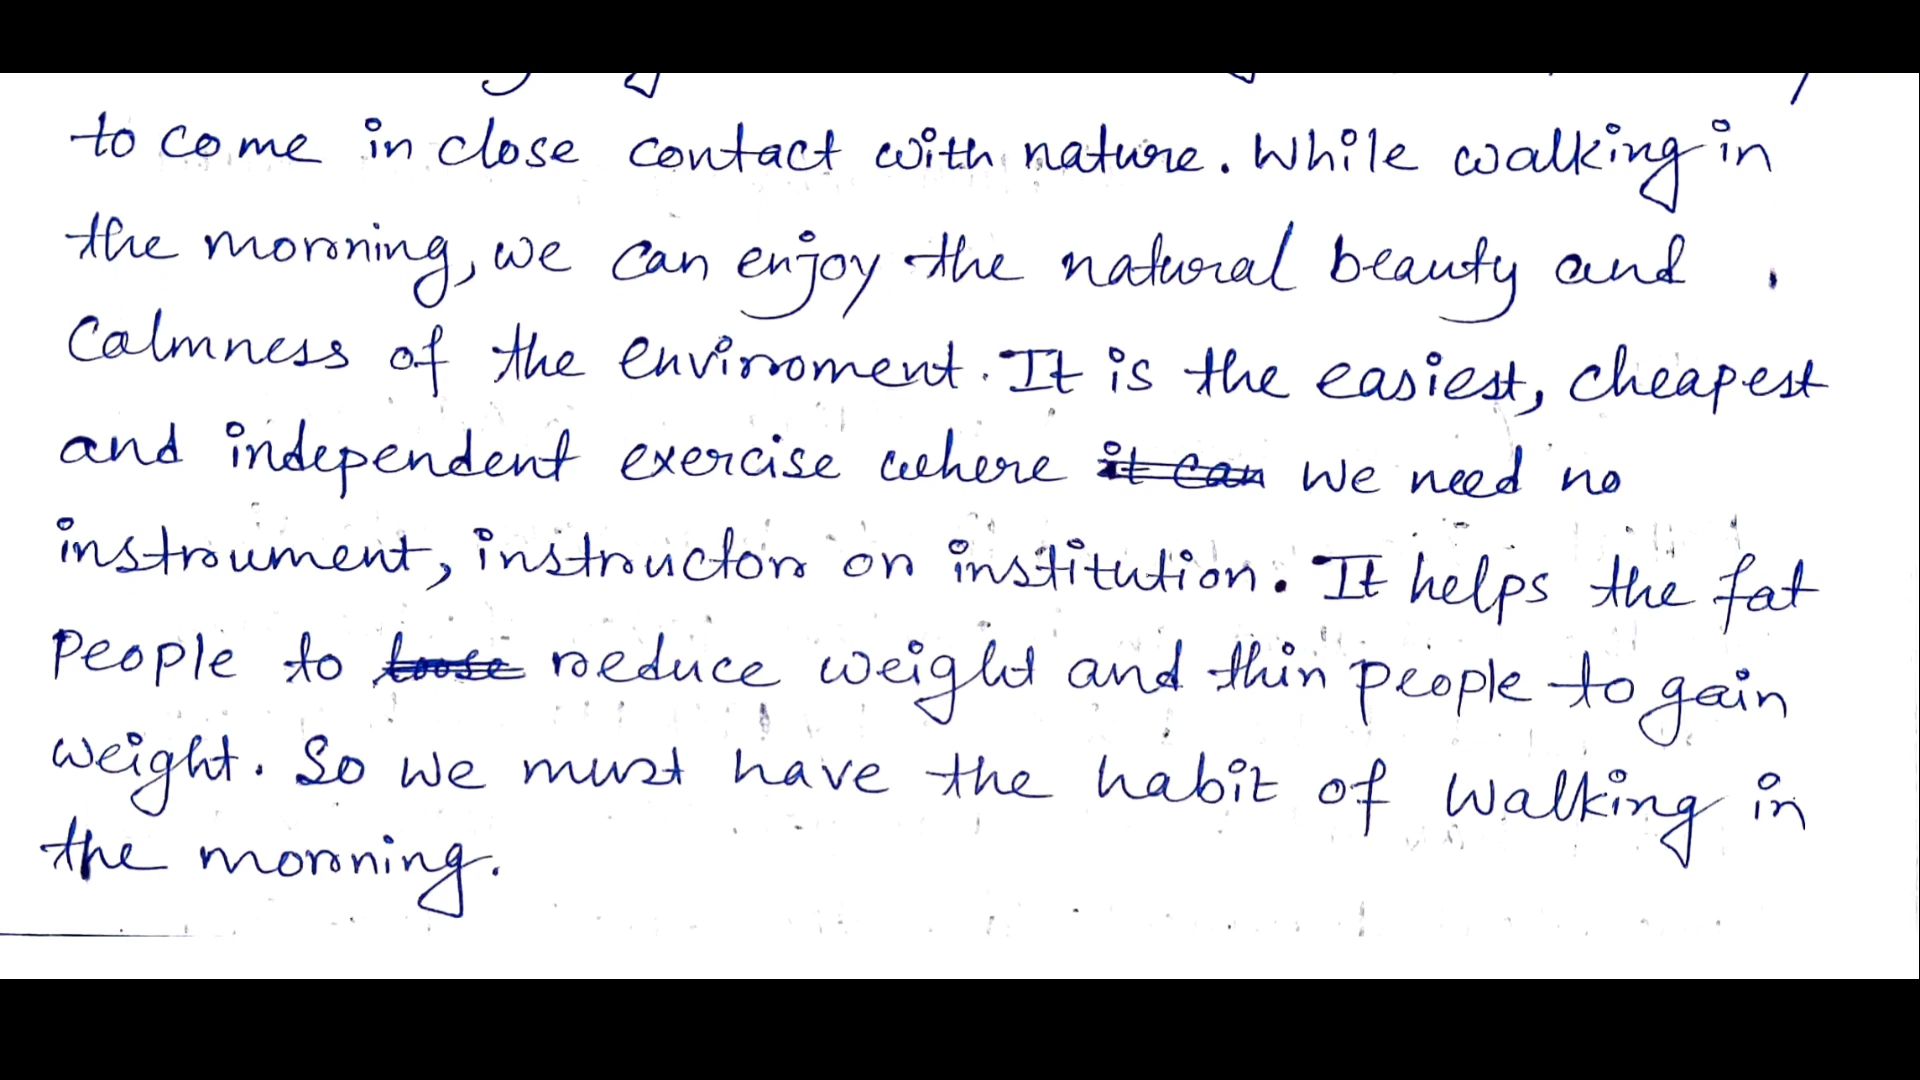 to come in close contact with nature. While walking in
the morning, we can enjoy the natural beauty and
Calmness of the enviroment. It is the easiest, cheapest
and independent exercise where it can we need no
instrument, instructor or institution. It helps the fat
people to loose reduce weight and thin people to gain
weight. So we must have the habit of walking in
the morning.